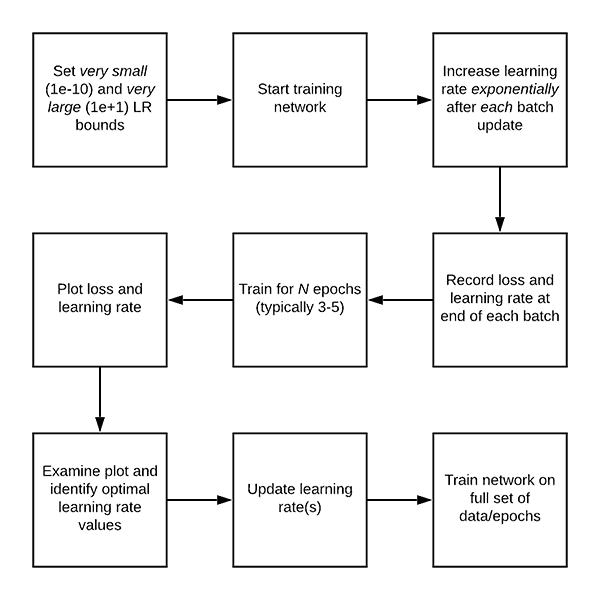 Set very small
(1e-10) and very
large (1e+1) LR
bounds
Start training
network
Increase learning
rate exponentially
after each batch
update
Record loss and
learning rate at
end of each batch
Train for N epochs
(typically 3-5)
Plot loss and
learning rate
Examine plot and
identify optimal
learning rate
values
Update learning
rate(s)
Train network on
full set of
data/epochs